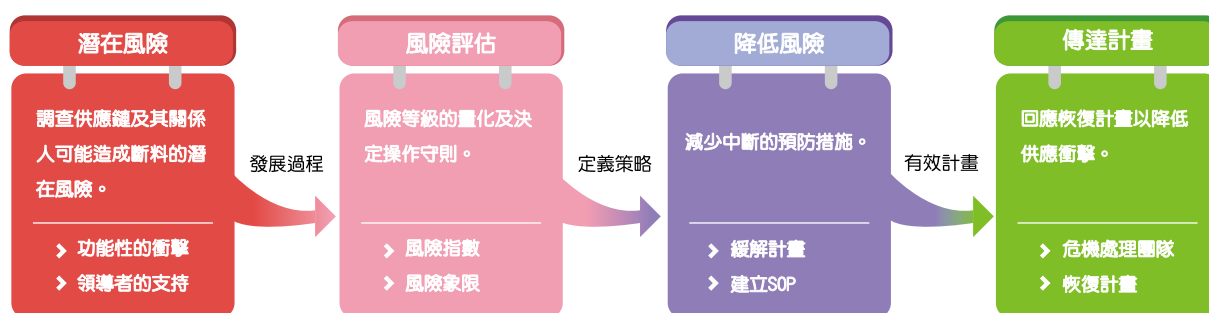 潛在風險
調查供應鏈及其關係
人可能造成斷料的潛
在風險。
功能性的衝擊
領導者的支持
發展過程
風險評估
風險等級的量化及決
定操作守則。
風險指數
風險象限
定義策略
降低風險
減少中斷的預防措施。
緩解計畫
建立SOP
有效計畫
傳達計畫
回應恢復計畫以降低
供應衝擊。
危機處理團隊
恢復計畫